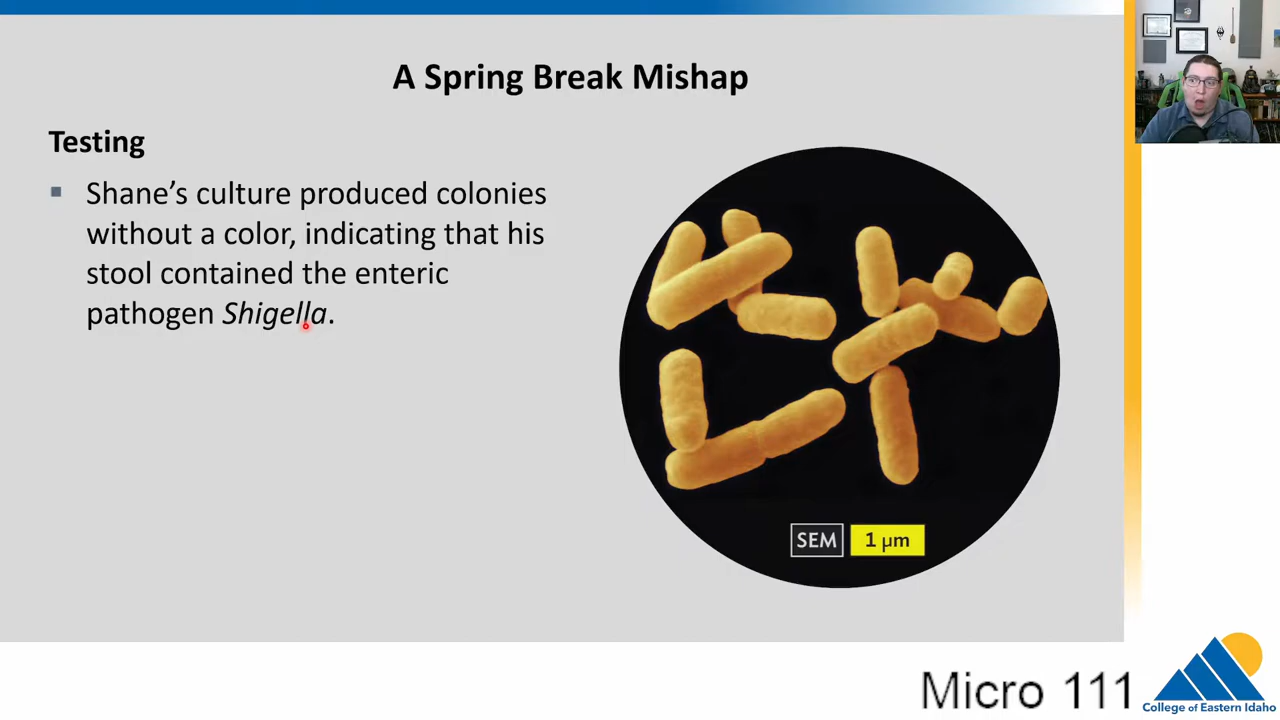 A Spring Break Mishap
Testing
Shane’s culture produced colonies
without a color, indicating that his
stool contained the enteric
pathogen Shigella.
SEM 1 µm
Micro 111
College of Eastern Idaho